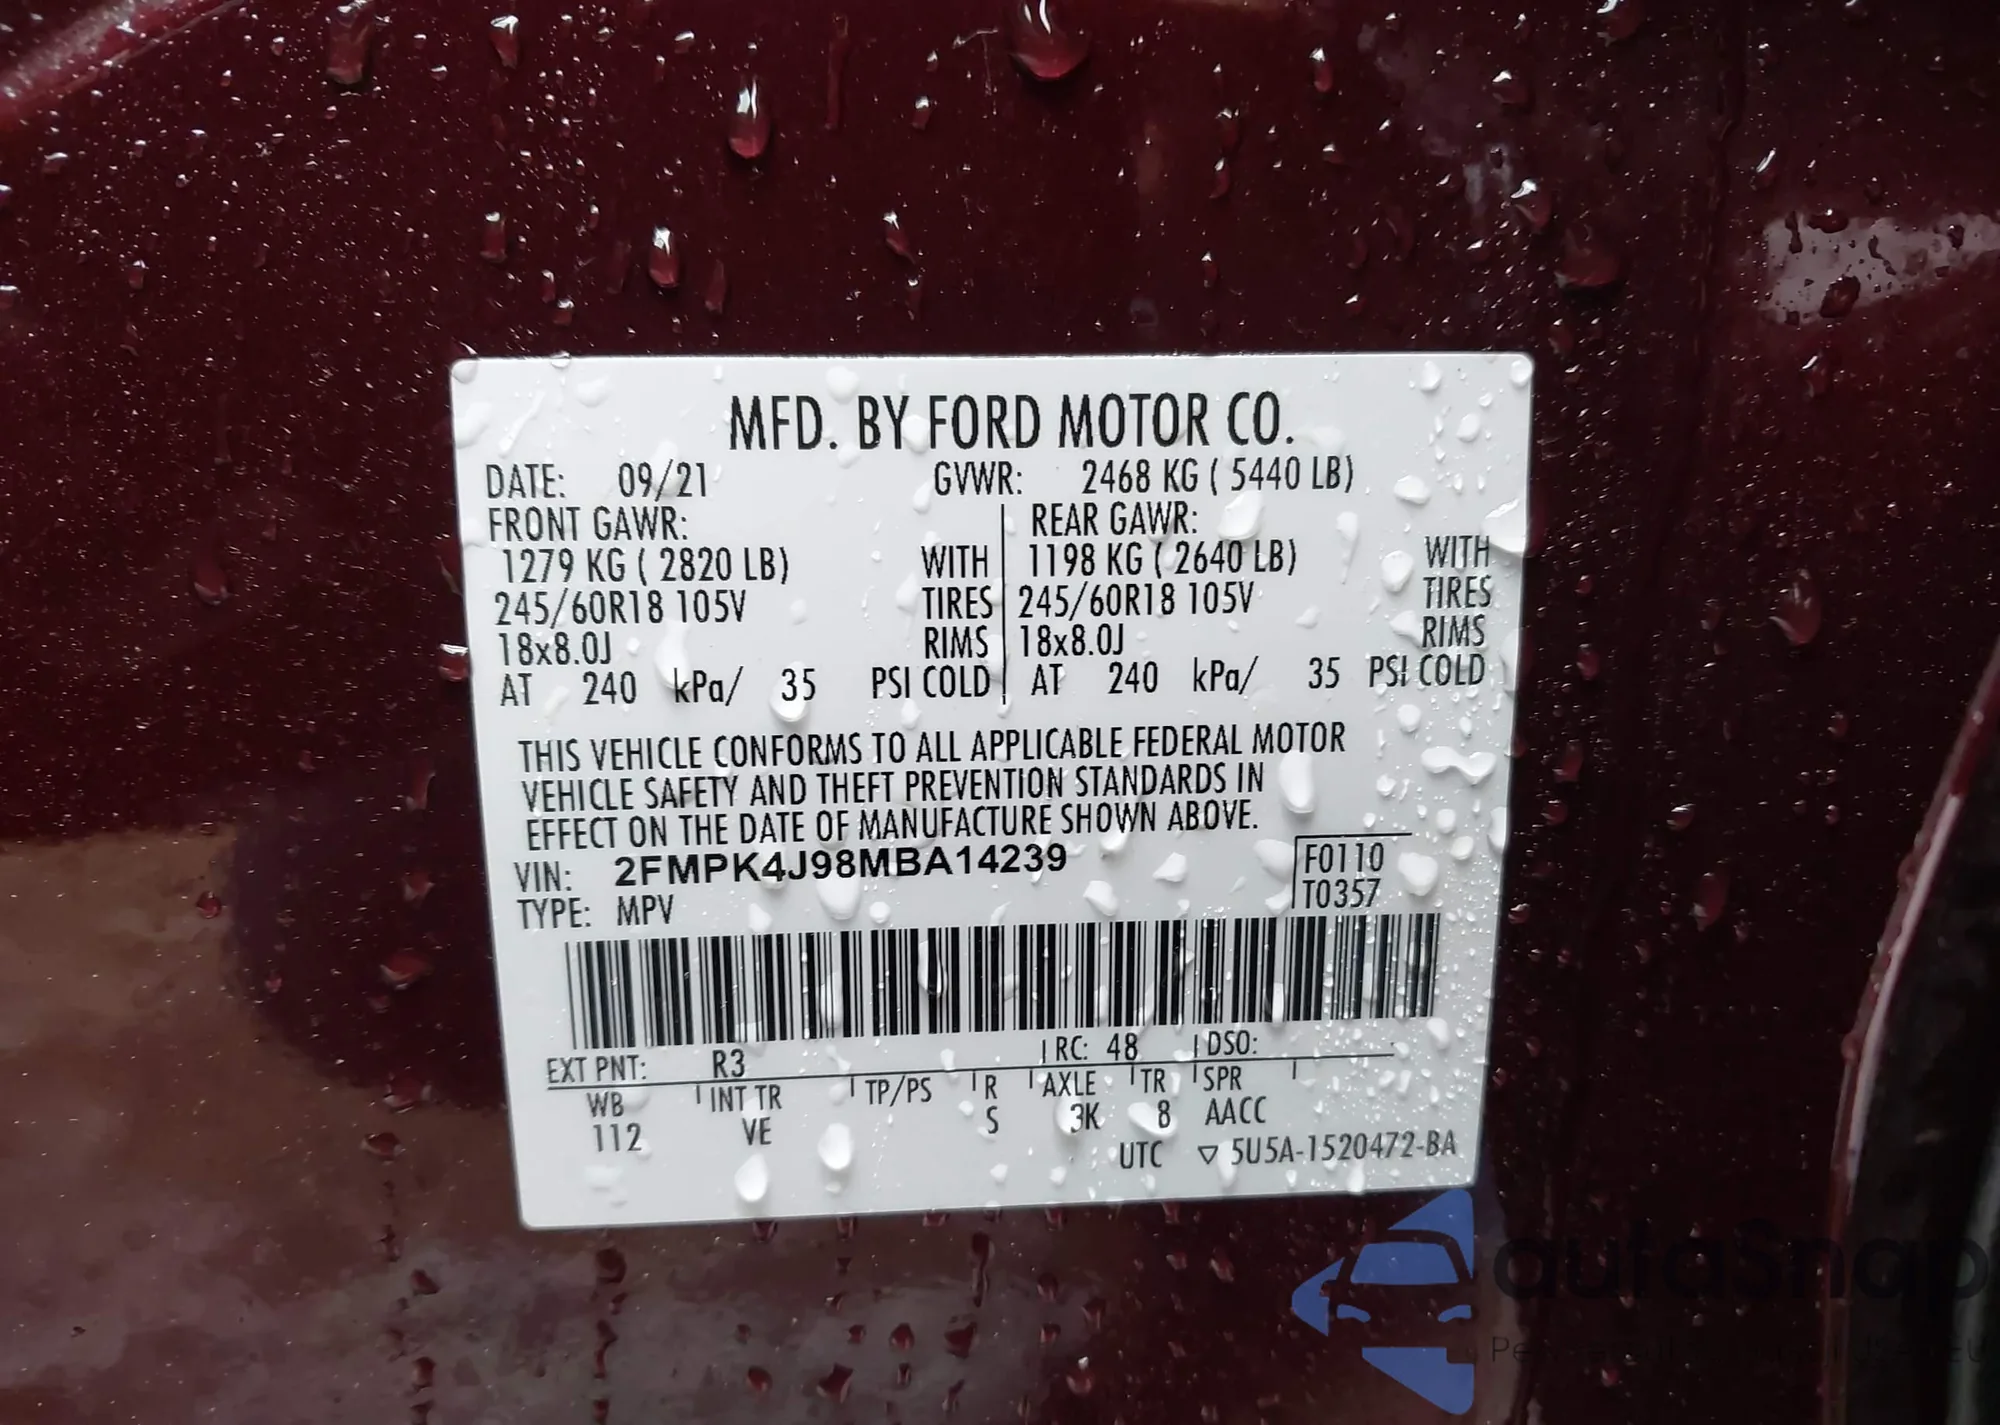 MFD. BY FORD MOTOR CO.
DATE: 09/21 GVWR: 2468 KG ( 5440 LB)
FRONT GAWR: REAR GAWR:
1279 KG ( 2820 LB) WITH 1198 KG ( 2640 LB) WITH
245/60R18 105V TIRES 245/60R18 105V TIRES
18x8.0J RIMS 18x8.0J RIMS
AT 240 kPa/ 35 PSI COLD AT 240 kPa/ 35 PSI COLD
THIS VEHICLE CONFORMS TO ALL APPLICABLE FEDERAL MOTOR
VEHICLE SAFETY AND THEFT PREVENTION STANDARDS IN
EFFECT ON THE DATE OF MANUFACTURE SHOWN ABOVE.
VIN: 2FMPK4J98MBA14239 F0110
TYPE: MPV T0357
EXT PNT: R3 RC: 48 DSO:
WB INT TR TP/PS R AXLE TR SPR
112 VE S 3K 8 AACC
UTC ▽ 5U5A-1520472-BA